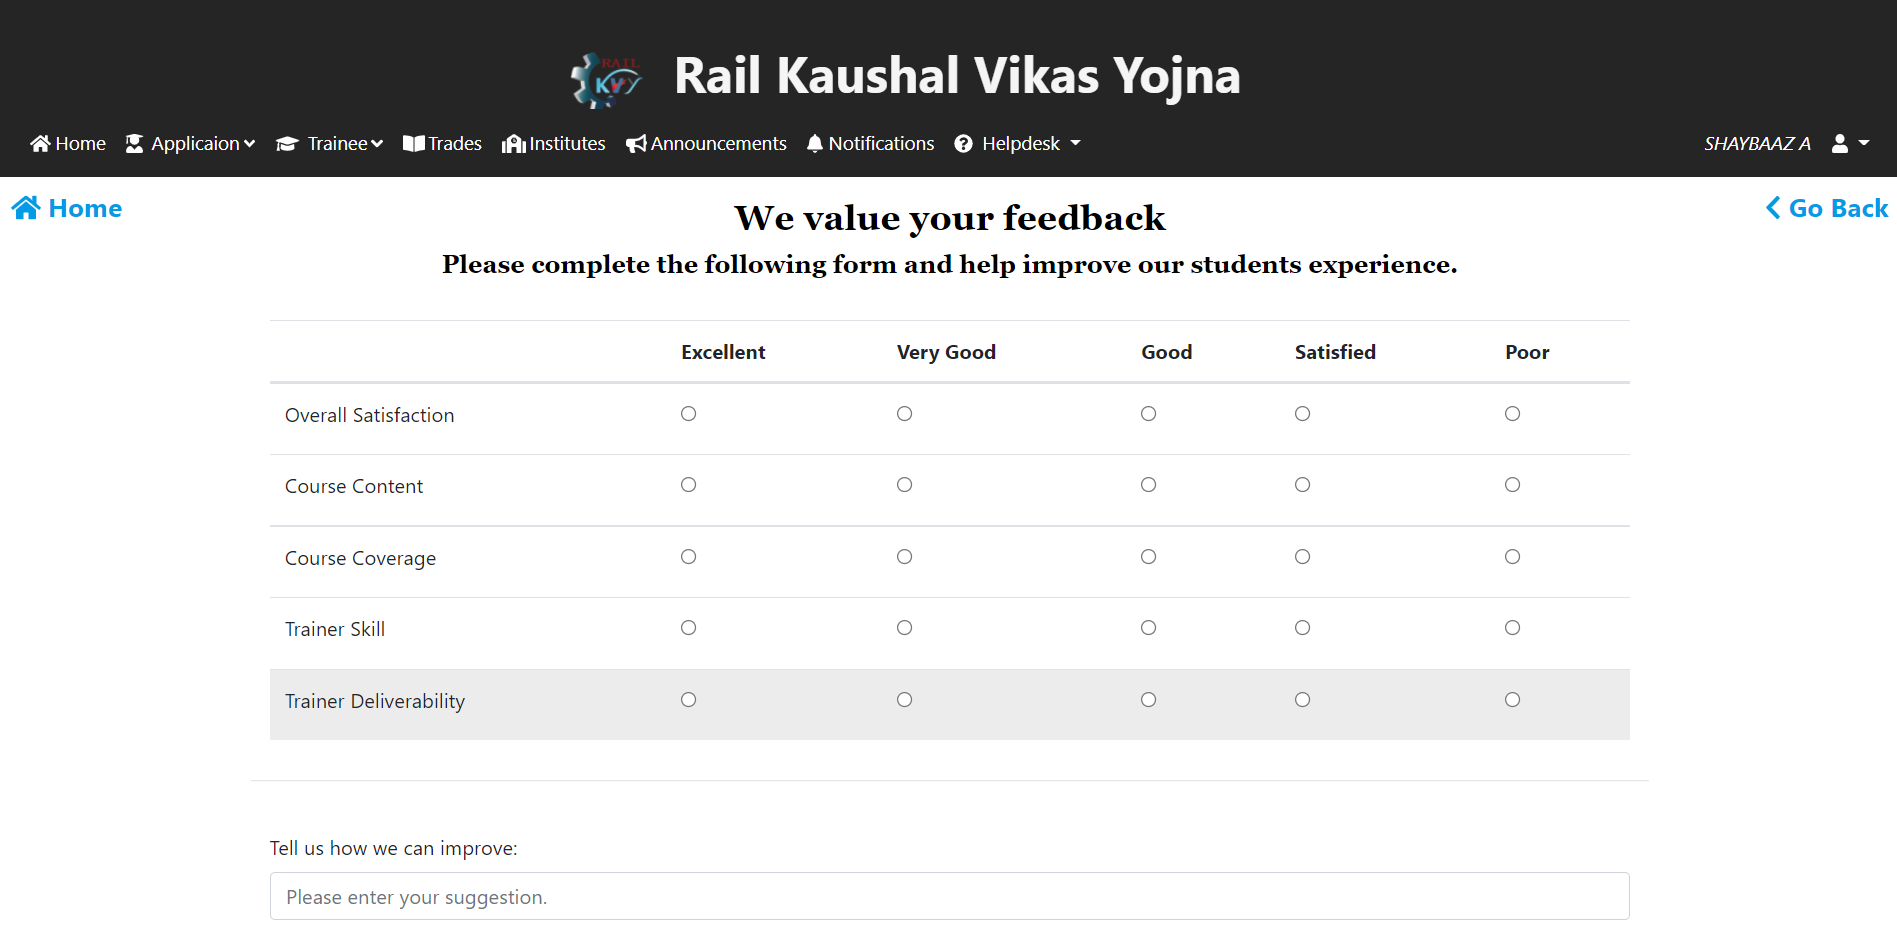 RAIL
KVY
Rail Kaushal Vikas Yojna
Home Applicaion Trainee Trades Institutes Announcements Notifications Helpdesk SHAYBAAZ A
Home
Go Back
We value your feedback
Please complete the following form and help improve our students experience.
Excellent Very Good Good Satisfied Poor
Overall Satisfaction
Course Content
Course Coverage
Trainer Skill
Trainer Deliverability
Tell us how we can improve:
Please enter your suggestion.